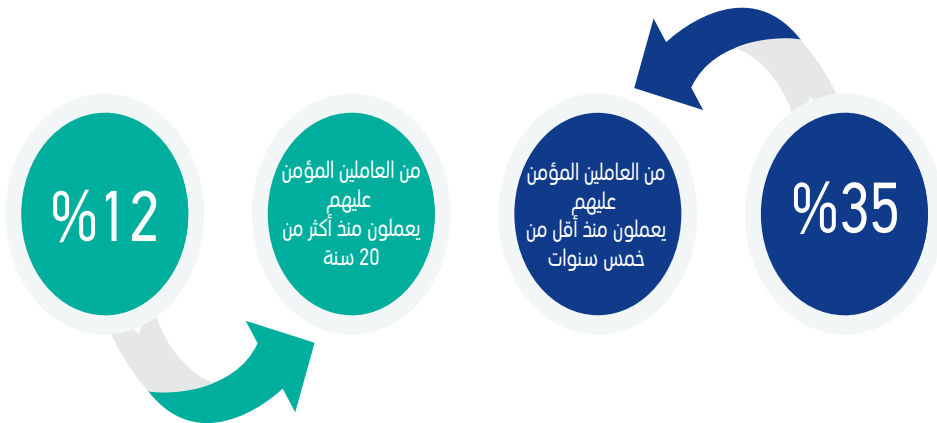 %35
من العاملين المؤمن
عليهم
يعملون منذ أقل من
خمس سنوات
%12
من العاملين المؤمن
عليهم
يعملون منذ أكثر من
20 سنة